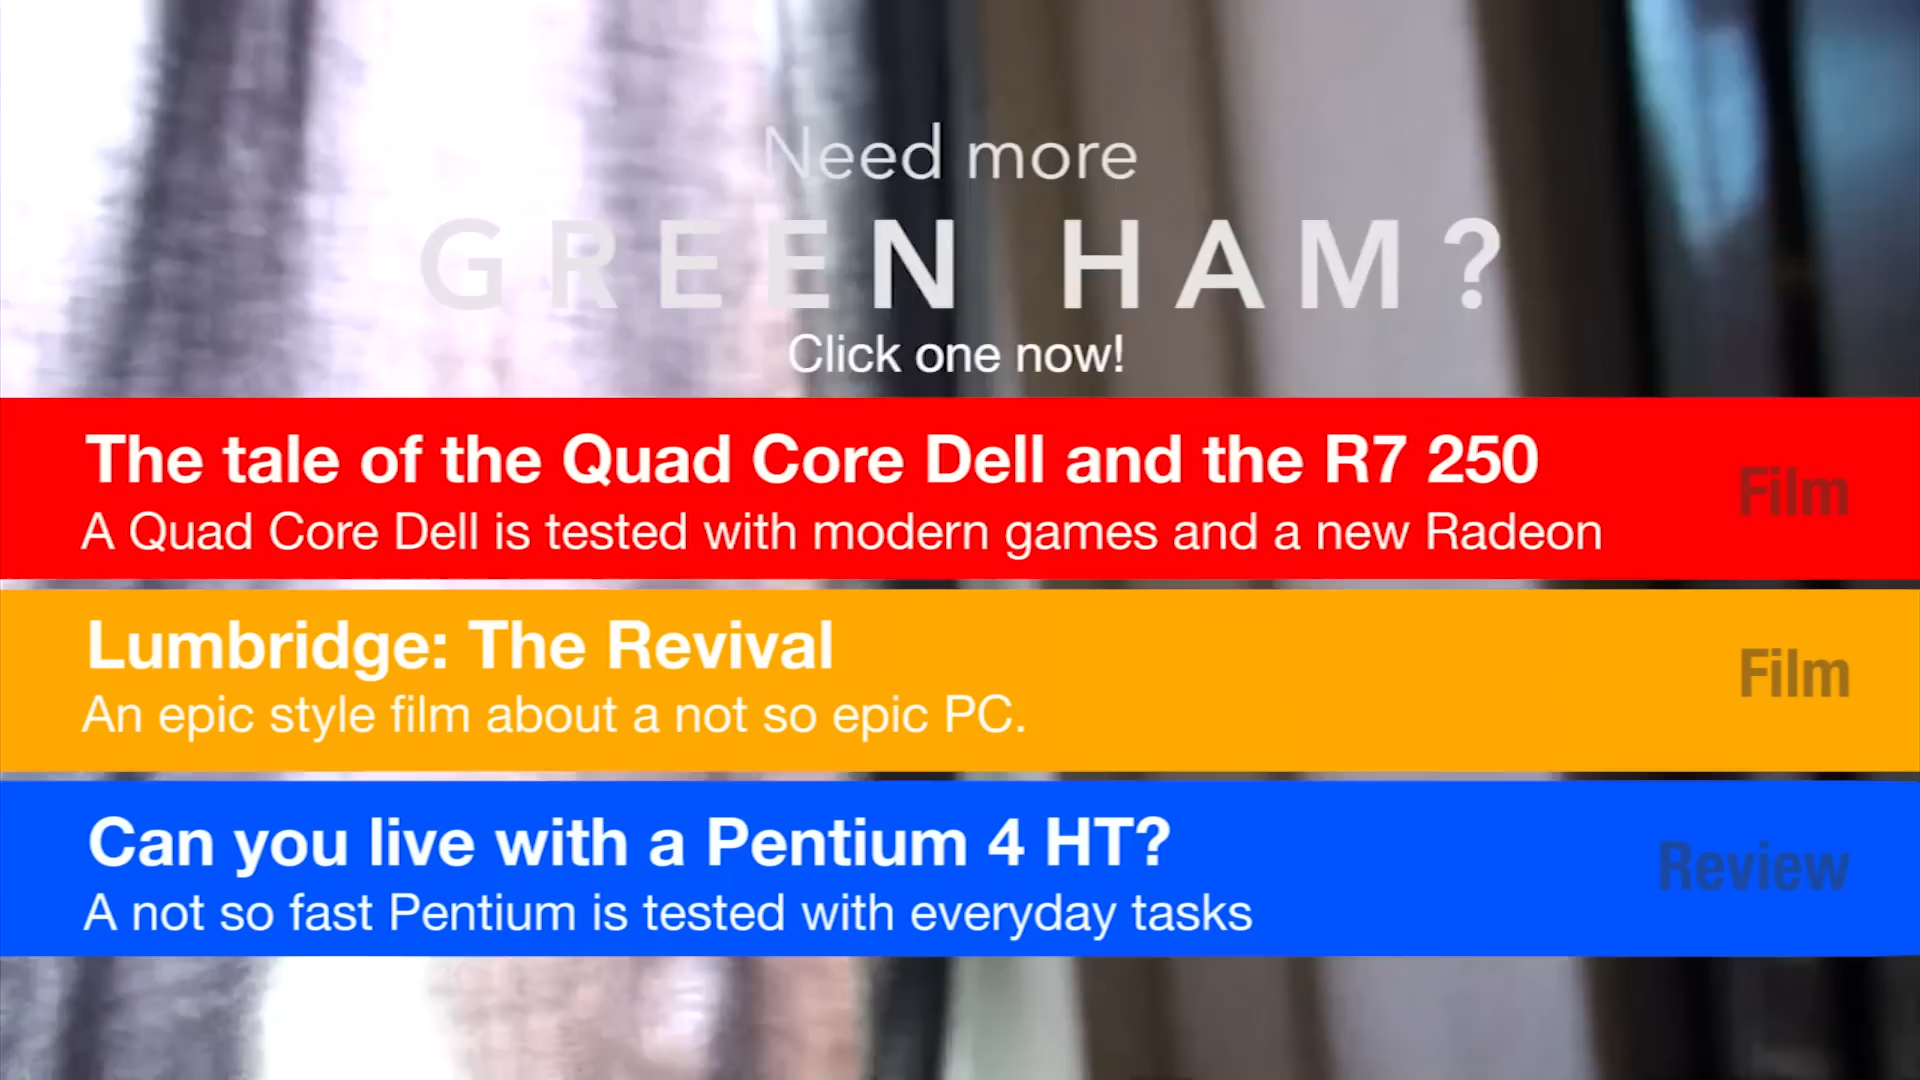 Need more
GREEN HAM?
Click one now!
The tale of the Quad Core Dell and the R7 250
Film
A Quad Core Dell is tested with modern games and a new Radeon
Lumbridge: The Revival
Film
An epic style film about a not so epic PC.
Can you live with a Pentium 4 HT?
Review
A not so fast Pentium is tested with everyday tasks